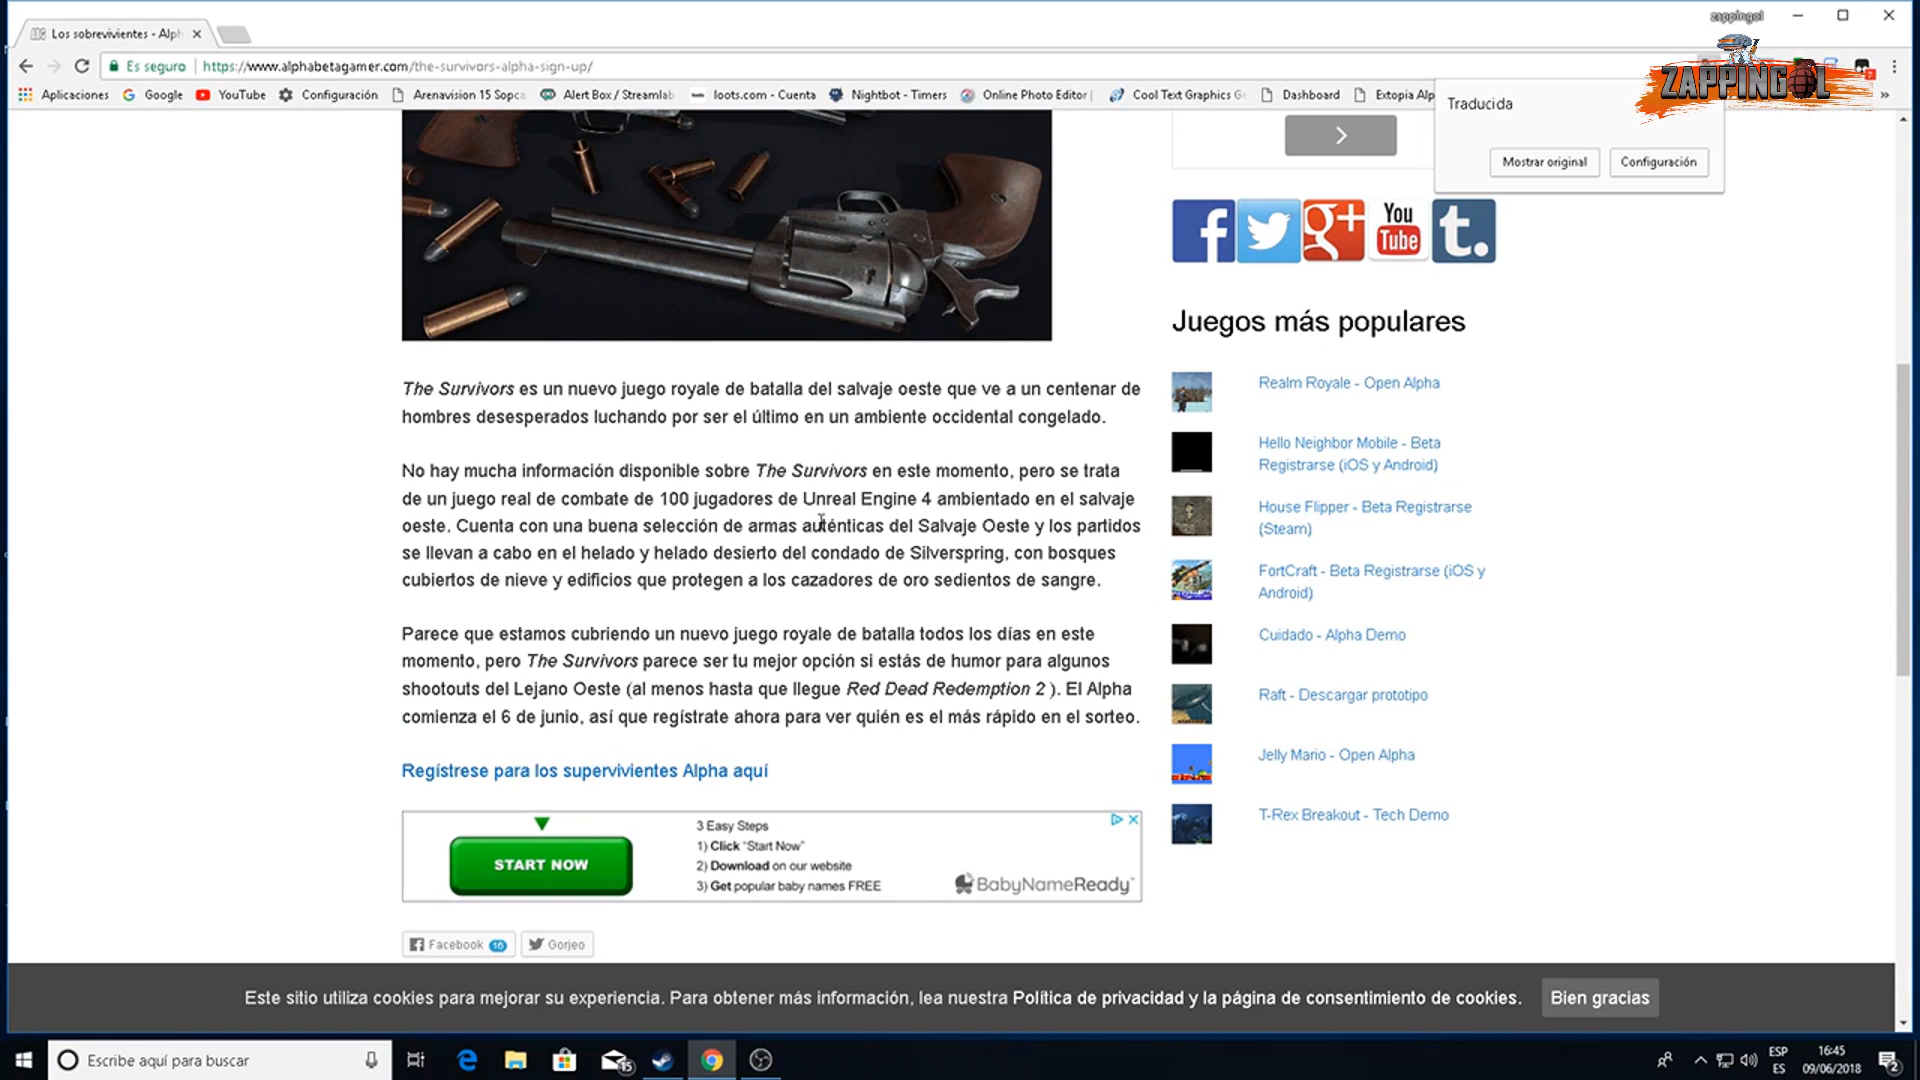 zappingol
Los sobrevivientes - Alph
Es seguro
https://www.alphabetagamer.com/the-survivors-alpha-sign-up/
ZAPPINGOL
Aplicaciones
Google
YouTube
Configuración
Arenavision 15 Sopca
Alert Box / Streamlab
loots.com - Cuenta
Nightbot - Timers
Online Photo Editor
Cool Text Graphics Ge
Dashboard
Extopia Alp
Traducida
Mostrar original
Configuración
You
Tube
Juegos más populares
Realm Royale - Open Alpha
Hello Neighbor Mobile - Beta
Registrarse (iOS y Android)
House Flipper - Beta Registrarse
(Steam)
FortCraft - Beta Registrarse (iOS y
Android)
Cuidado - Alpha Demo
Raft - Descargar prototipo
Jelly Mario - Open Alpha
T-Rex Breakout - Tech Demo
The Survivors es un nuevo juego royale de batalla del salvaje oeste que ve a un centenar de
hombres desesperados luchando por ser el último en un ambiente occidental congelado.
No hay mucha información disponible sobre The Survivors en este momento, pero se trata
de un juego real de combate de 100 jugadores de Unreal Engine 4 ambientado en el salvaje
oeste. Cuenta con una buena selección de armas auténticas del Salvaje Oeste y los partidos
se llevan a cabo en el helado y helado desierto del condado de Silverspring, con bosques
cubiertos de nieve y edificios que protegen a los cazadores de oro sedientos de sangre.
Parece que estamos cubriendo un nuevo juego royale de batalla todos los días en este
momento, pero The Survivors parece ser tu mejor opción si estás de humor para algunos
shootouts del Lejano Oeste (al menos hasta que llegue Red Dead Redemption 2 ). El Alpha
comienza el 6 de junio, así que regístrate ahora para ver quién es el más rápido en el sorteo.
Regístrese para los supervivientes Alpha aquí
START NOW
3 Easy Steps
1) Click "Start Now"
2) Download on our website
3) Get popular baby names FREE
BabyNameReady
Facebook 16
Gorjeo
Este sitio utiliza cookies para mejorar su experiencia. Para obtener más información, lea nuestra Política de privacidad y la página de consentimiento de cookies.
Bien gracias
Escribe aquí para buscar
15
ESP
ES
16:45
09/06/2018
2